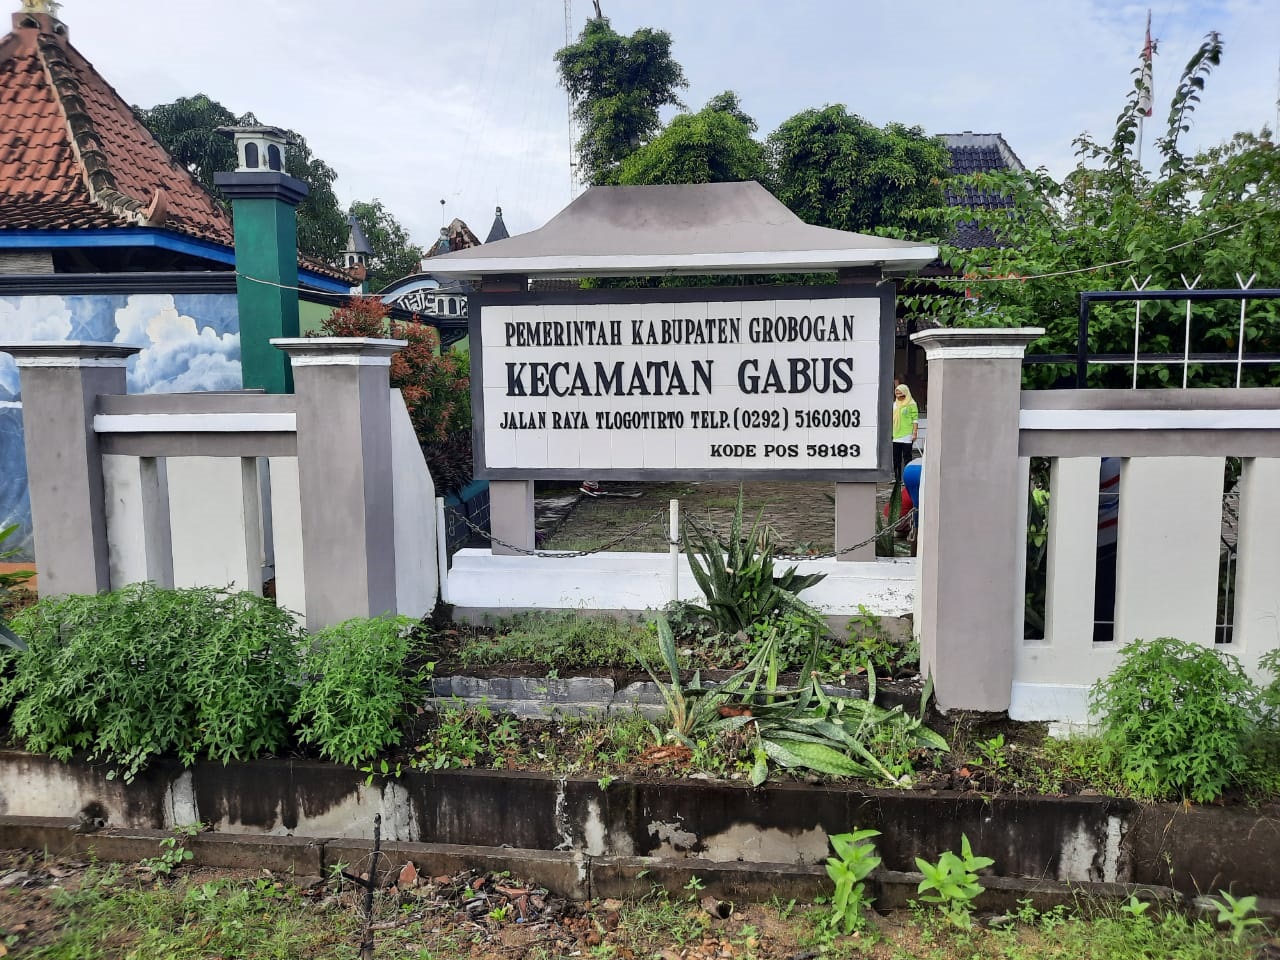 PEMERINTAH KABUPATEN GROBOGAN
KECAMATAN GABUS
JALAN RAYA TLOGOTIRTO TELP.(0292) 5160303
KODE POS 58183